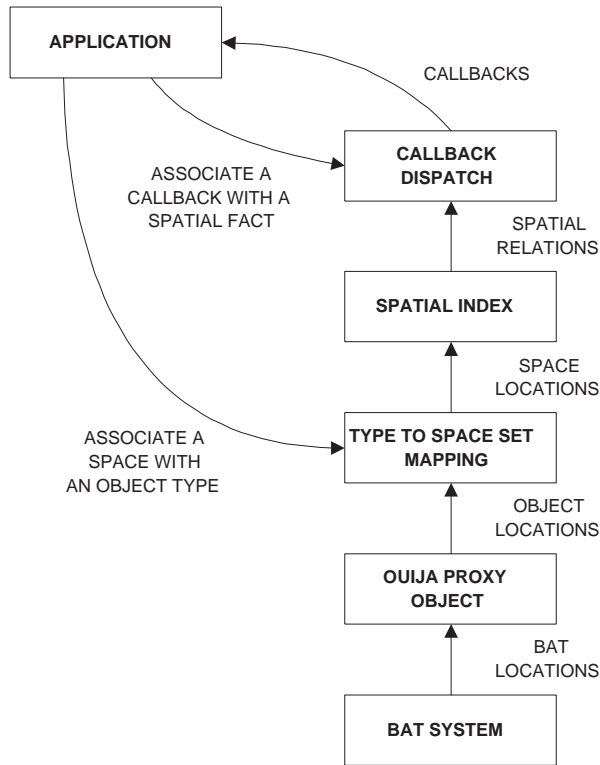 APPLICATION
CALLBACKS
CALLBACK
DISPATCH
ASSOCIATE A
CALLBACK WITH A
SPATIAL FACT
SPATIAL
RELATIONS
SPATIAL INDEX
SPACE
LOCATIONS
ASSOCIATE A
SPACE WITH
AN OBJECT TYPE
TYPE TO SPACE SET
MAPPING
OBJECT
LOCATIONS
OUIJA PROXY
OBJECT
BAT
LOCATIONS
BAT SYSTEM